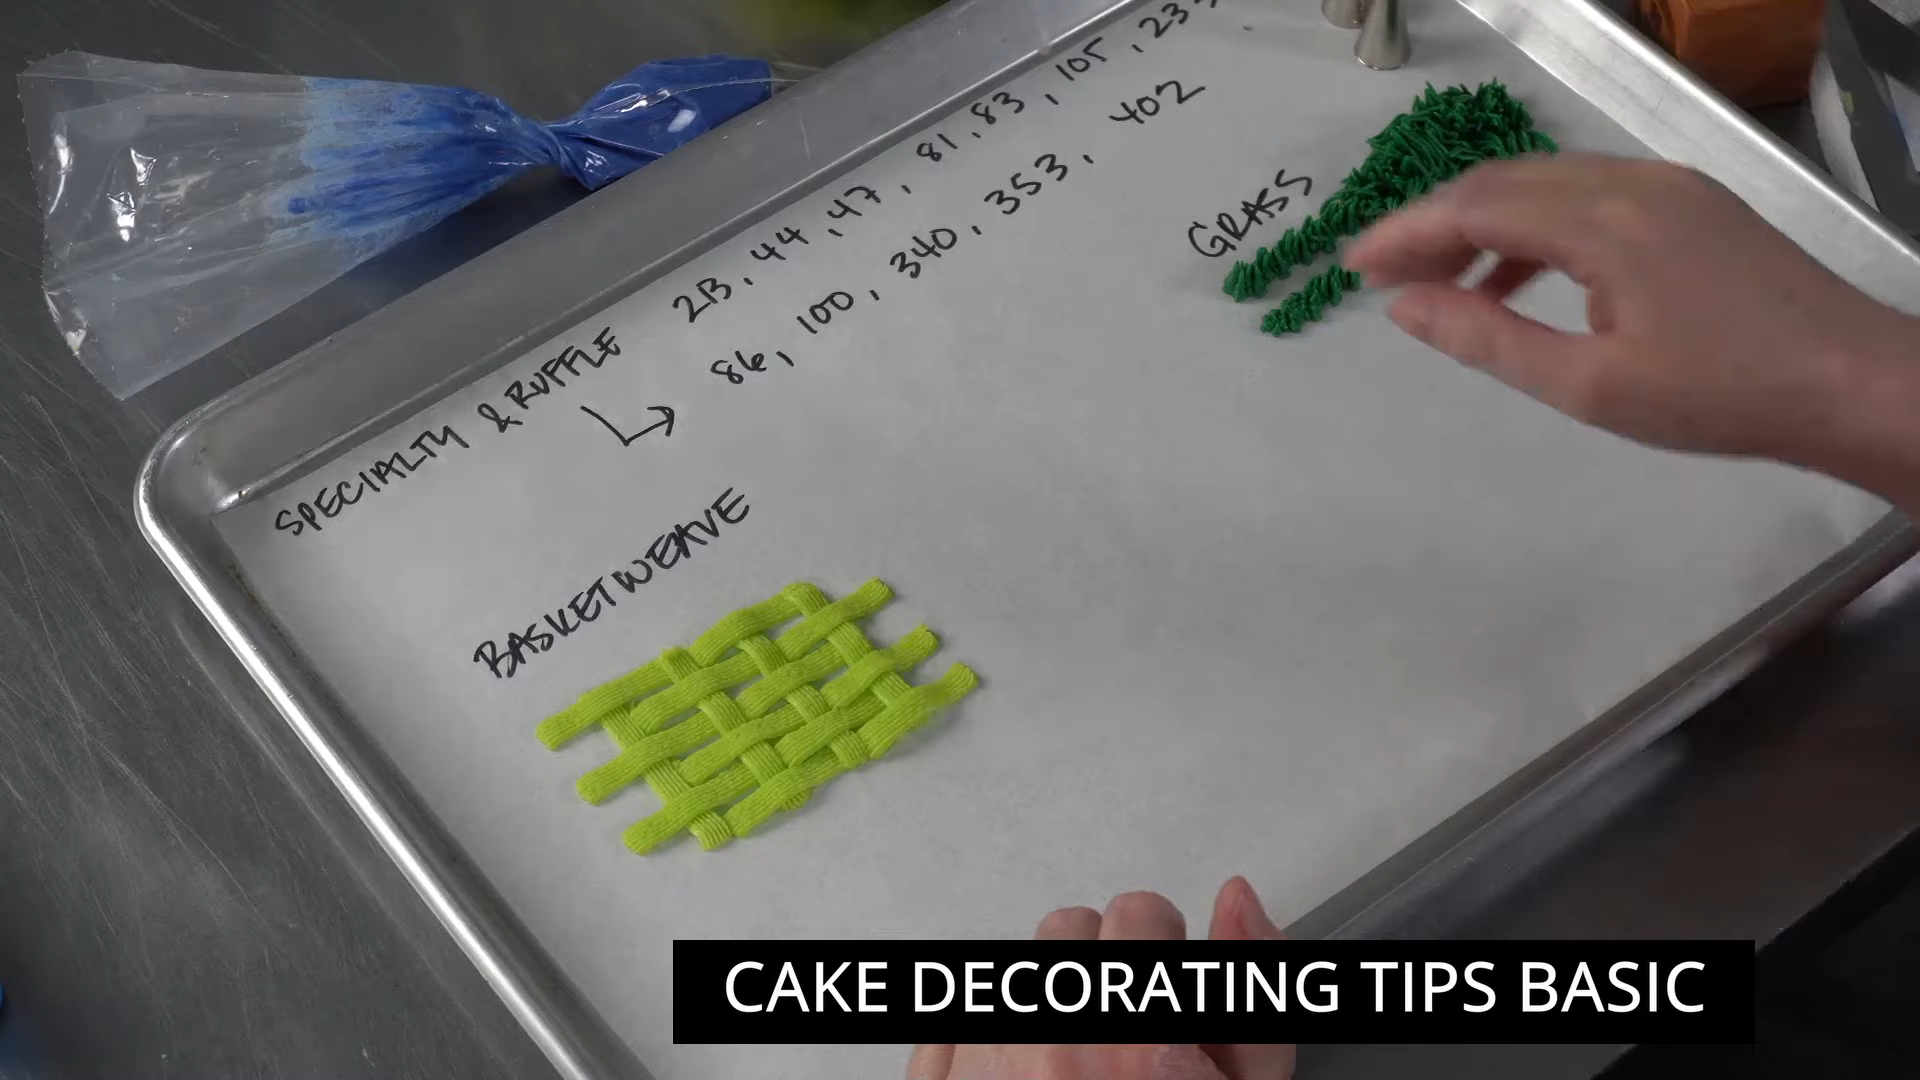 SPECIALTY & RUFFLE 2B, 44, 47, 81, 83, 105, 233
86, 100, 340, 353, 402
GRASS
BASKETWEAVE
CAKE DECORATING TIPS BASIC